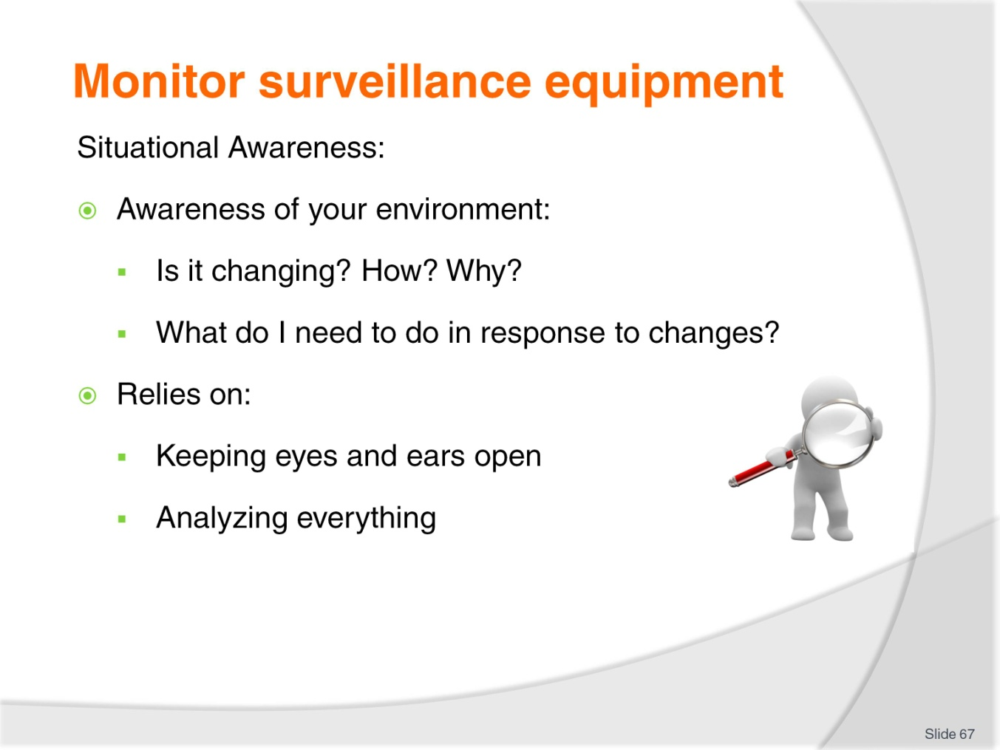 Monitor surveillance equipment
Situational Awareness:
Awareness of your environment:
Is it changing? How? Why?
What do I need to do in response to changes?
Relies on:
Keeping eyes and ears open
Analyzing everything
Slide 67